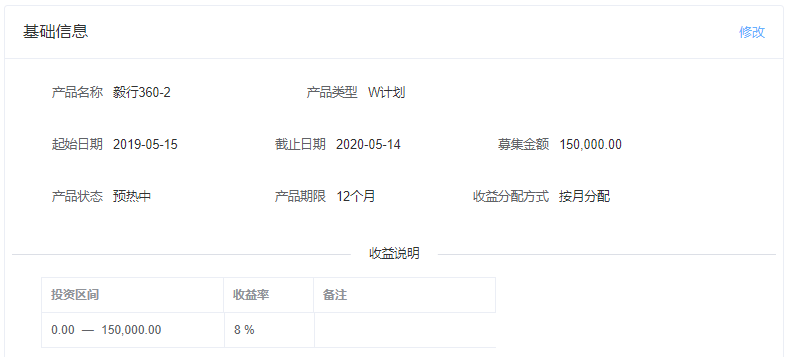 基础信息 修改
产品名称 毅行360-2 产品类型 W计划
起始日期 2019-05-15 截止日期 2020-05-14 募集金额 150,000.00
产品状态 预热中 产品期限 12个月 收益分配方式 按月分配
收益说明
投资区间 收益率 备注
0.00 — 150,000.00 8 %